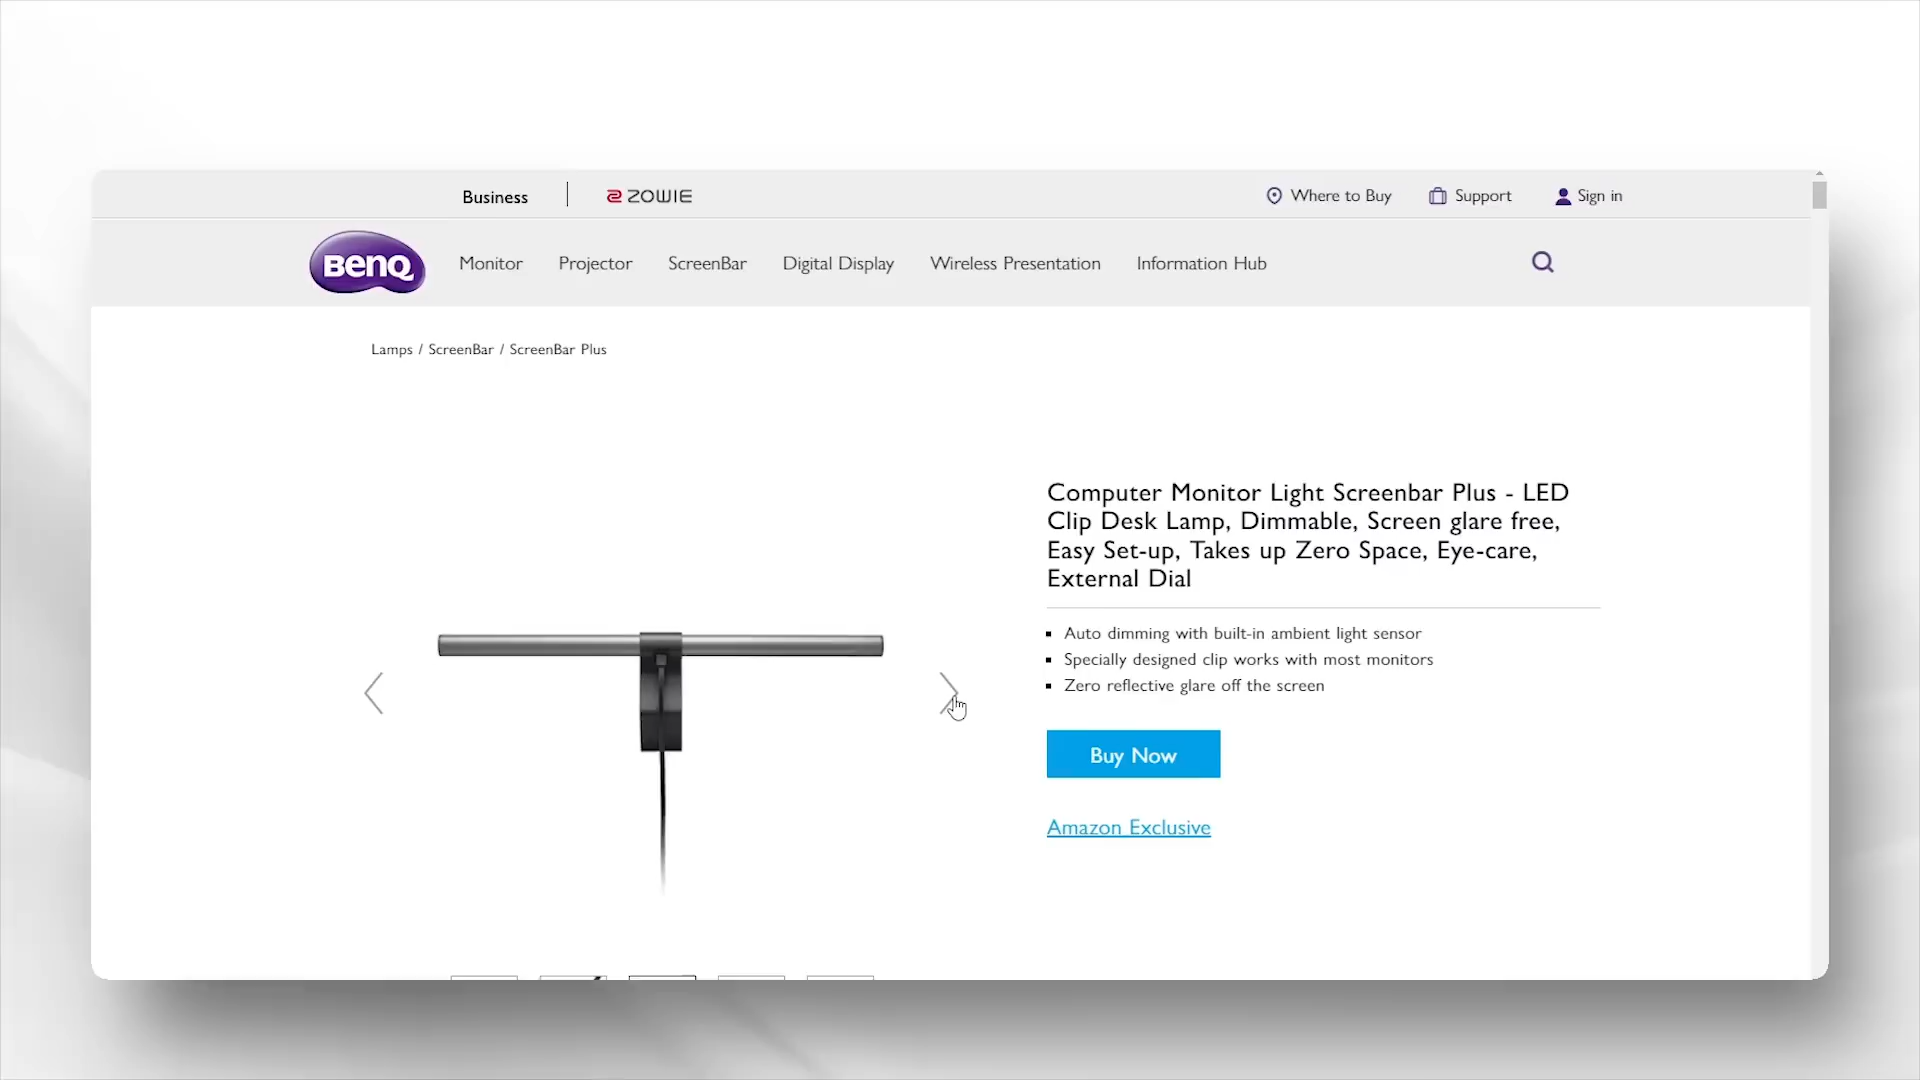 Business
ZOWIE
Where to Buy
Support
Sign in
BenQ
Monitor
Projector
ScreenBar
Digital Display
Wireless Presentation
Information Hub
Lamps / ScreenBar / ScreenBar Plus
Computer Monitor Light Screenbar Plus - LED
Clip Desk Lamp, Dimmable, Screen glare free,
Easy Set-up, Takes up Zero Space, Eye-care,
External Dial
Auto dimming with built-in ambient light sensor
Specially designed clip works with most monitors
Zero reflective glare off the screen
Buy Now
Amazon Exclusive